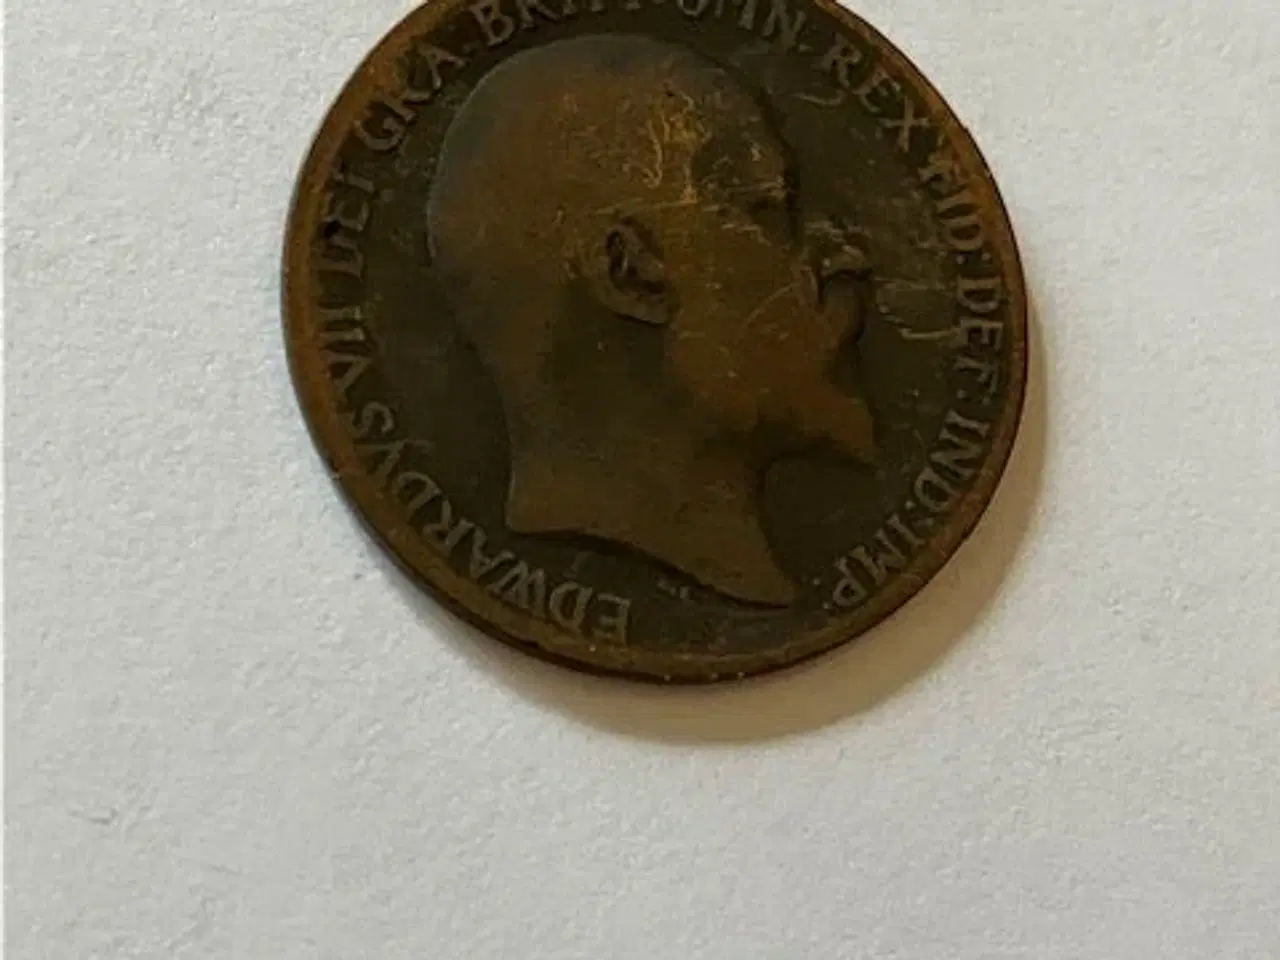 EDWARDVS VII DEI GRA: BRITT: OMN: REX FID: DEF: IND: IMP: